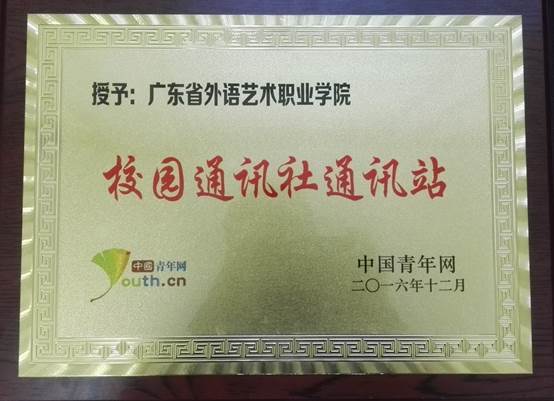 授予：广东省外语艺术职业学院
校园通讯社通讯站
中國青年网
Youth.cn
中国青年网
二〇一六年十二月